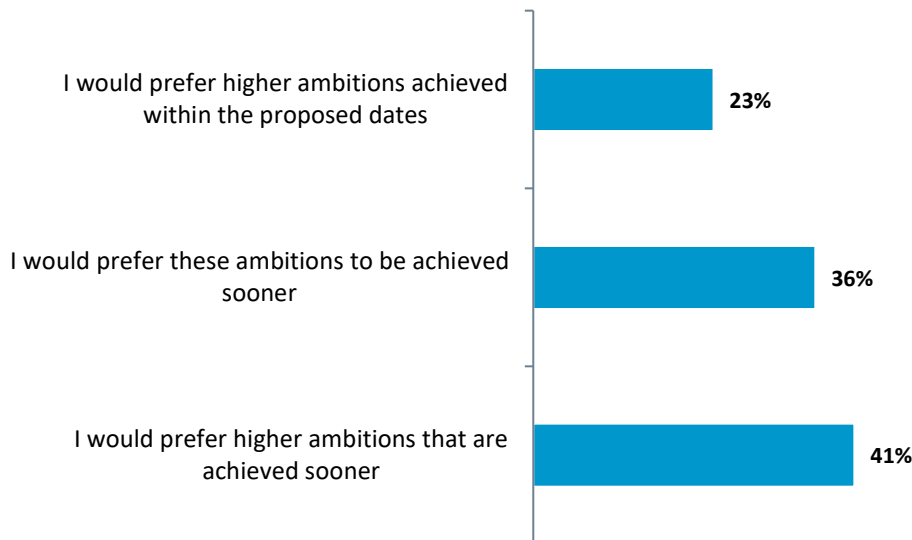 I would prefer higher ambitions achieved
within the proposed dates
23%
I would prefer these ambitions to be achieved
sooner
36%
I would prefer higher ambitions that are
achieved sooner
41%